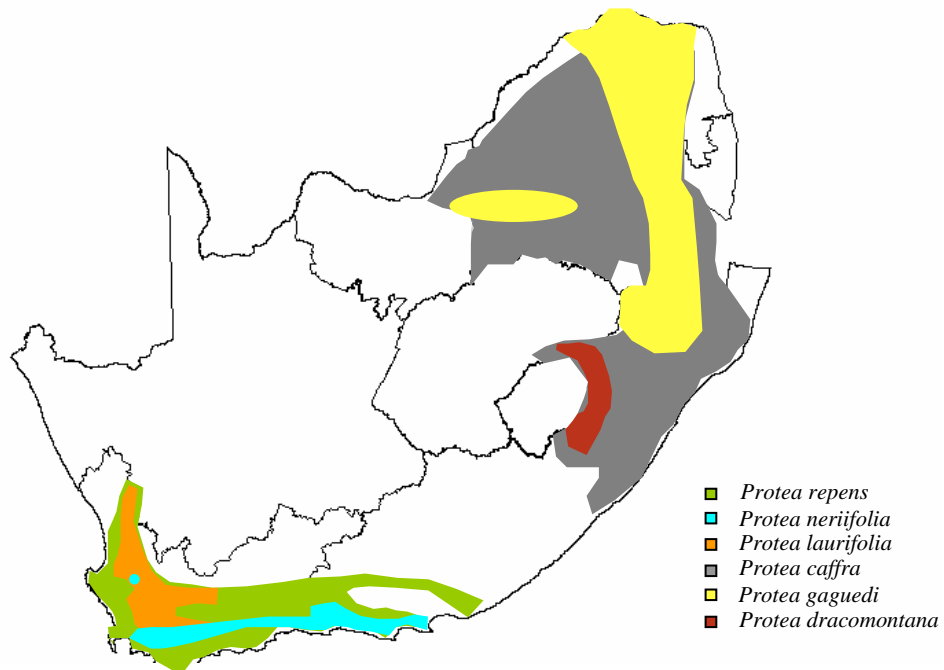 Protea repens
Protea neriifolia
Protea laurifolia
Protea caffra
Protea gaguedi
Protea dracomontana